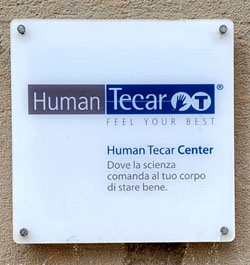 Human Tecar T®
FEEL YOUR BEST
Human Tecar Center
Dove la scienza
comanda al tuo corpo
di stare bene.